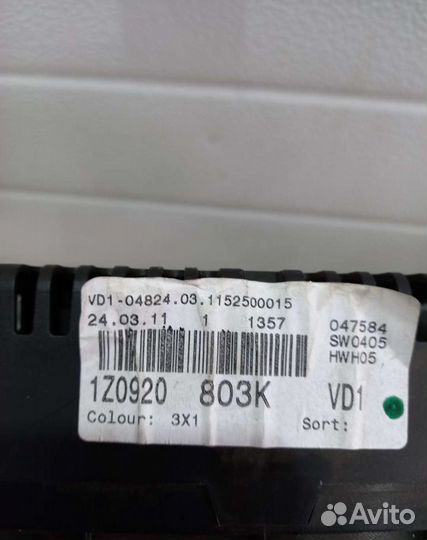 VD1-04824.03.1152500015
24.03.11 1 1357 047584
SW0405
HWH05
1Z0920 803K VD1
Colour: 3X1 Sort:
Avito